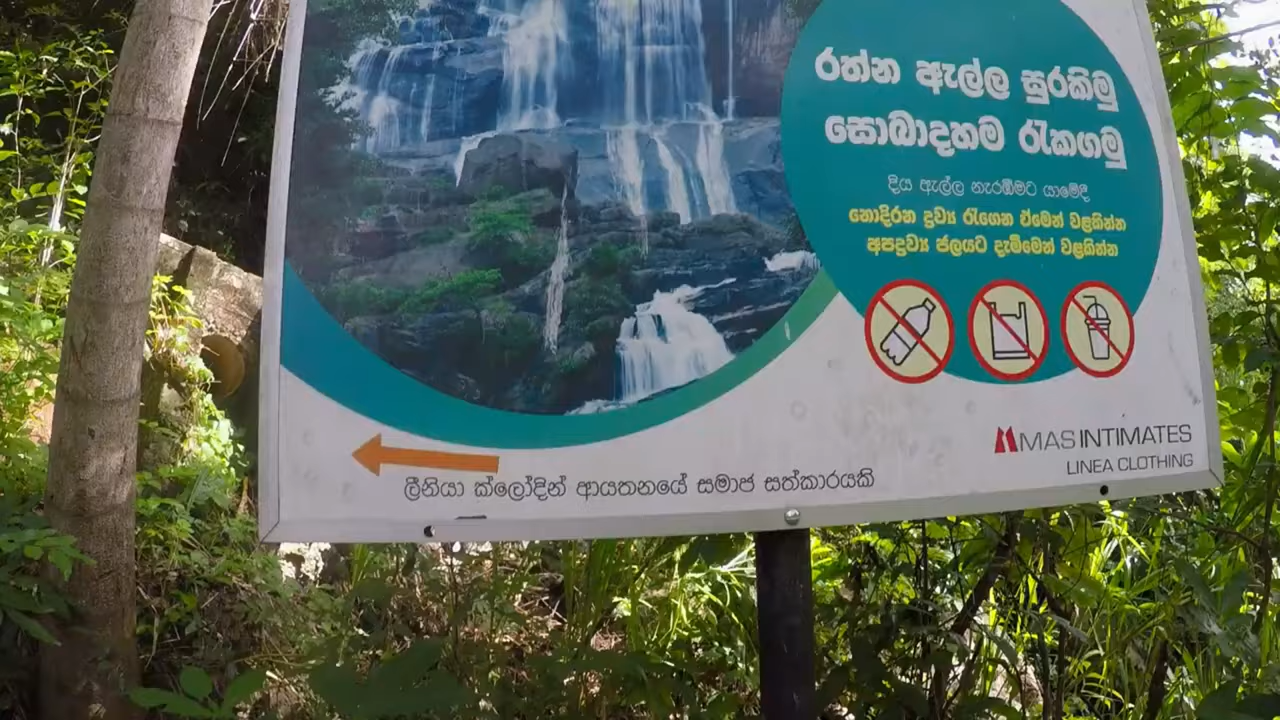 රත්න ඇල්ල සුරකිමු
සොබාදහම රැකගමු
දිය ඇල්ල නැරඹීමට යාමේදී
නොදිරන ද්‍රව්‍ය රැගෙන ඒමෙන් වළකින්න
අපද්‍රව්‍ය ජලයට දැමීමෙන් වළකින්න
MAS INTIMATES
LINEA CLOTHING
ලීනියා ක්ලෝදින් ආයතනයේ සමාජ සත්කාරයකි